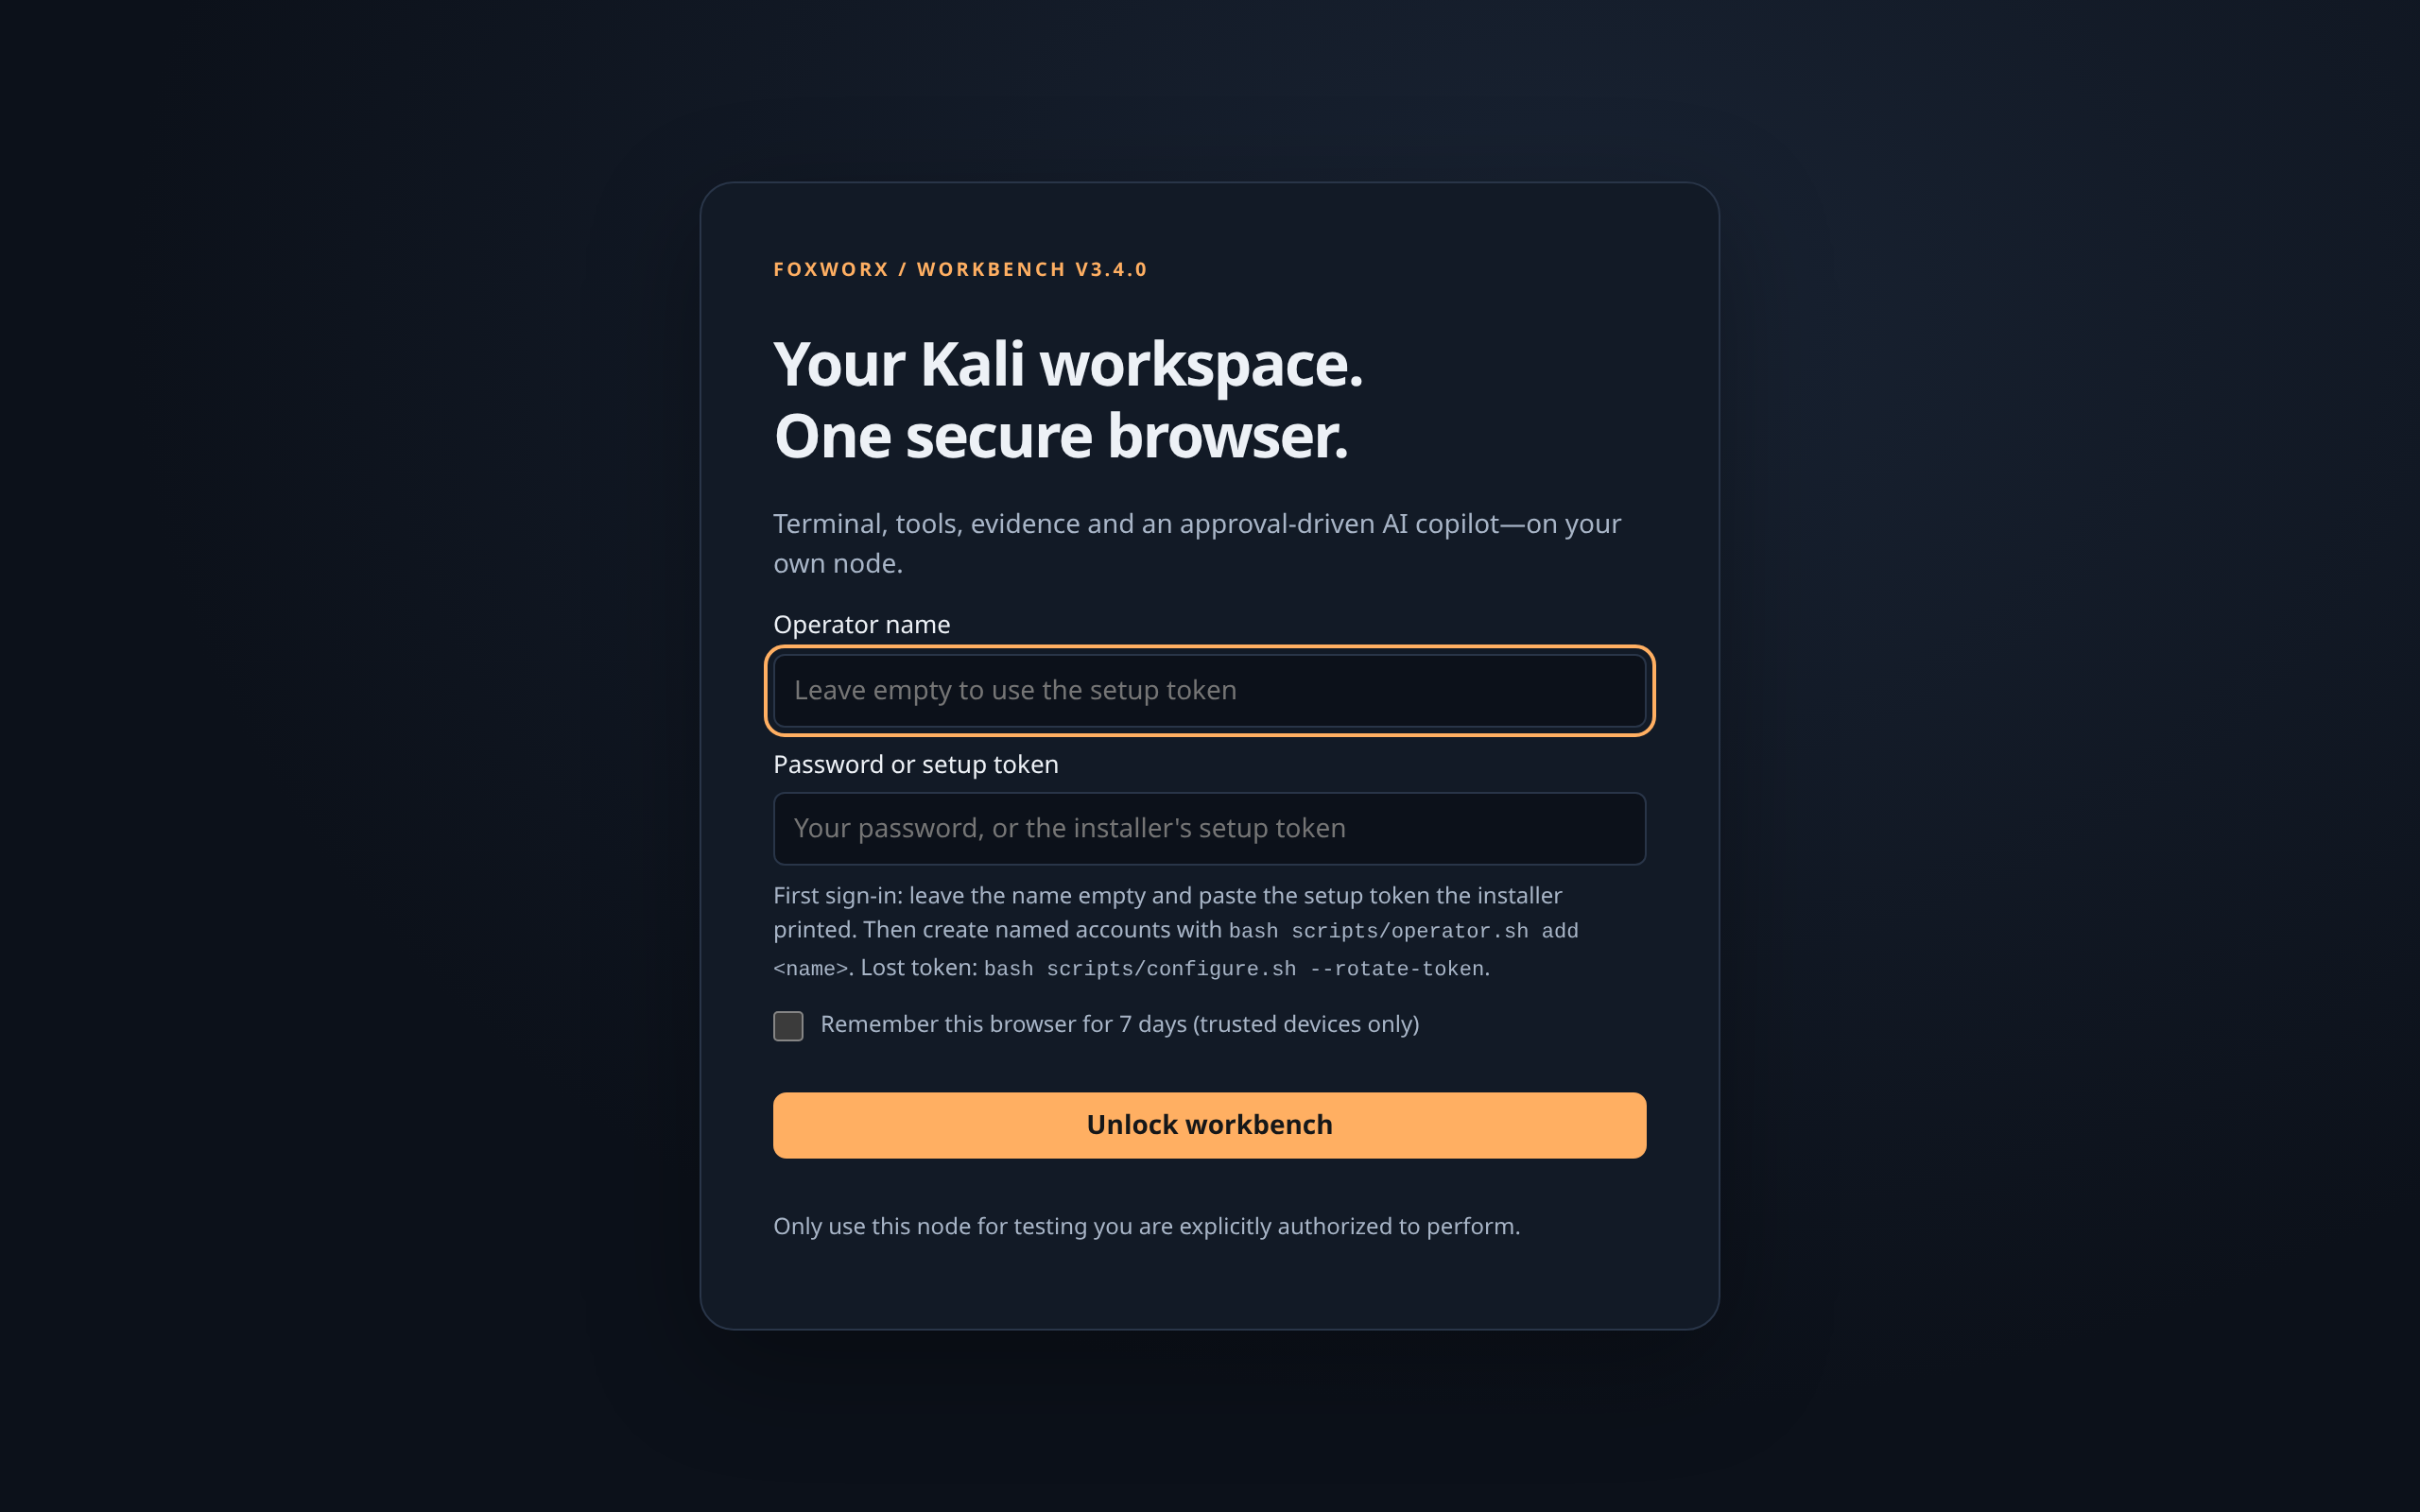 FOXWORX / WORKBENCH V3.4.0
Your Kali workspace.
One secure browser.
Terminal, tools, evidence and an approval-driven AI copilot—on your
own node.
Operator name
Leave empty to use the setup token
Password or setup token
Your password, or the installer's setup token
First sign-in: leave the name empty and paste the setup token the installer
printed. Then create named accounts with bash scripts/operator.sh add
<name>. Lost token: bash scripts/configure.sh --rotate-token.
Remember this browser for 7 days (trusted devices only)
Unlock workbench
Only use this node for testing you are explicitly authorized to perform.